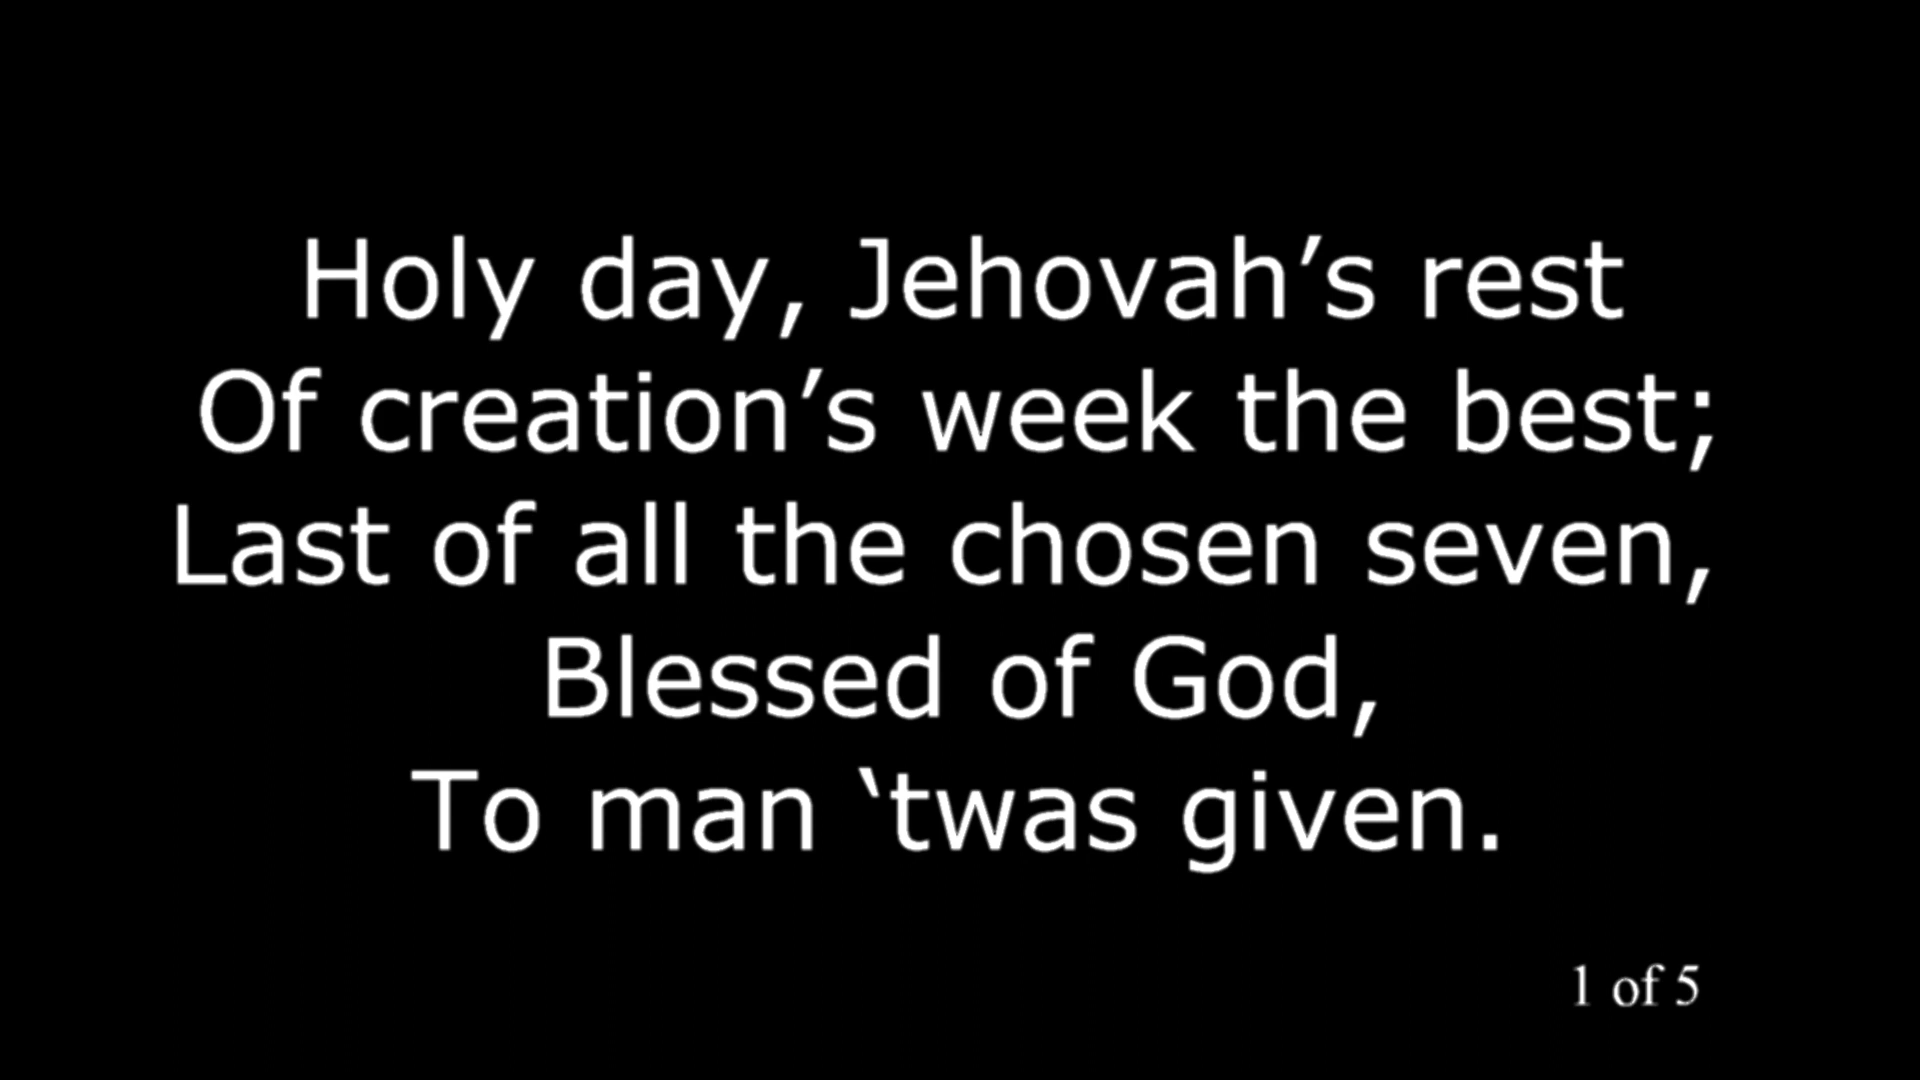 Holy day, Jehovah’s rest
Of creation’s week the best;
Last of all the chosen seven,
Blessed of God,
To man ‘twas given.
1 of 5